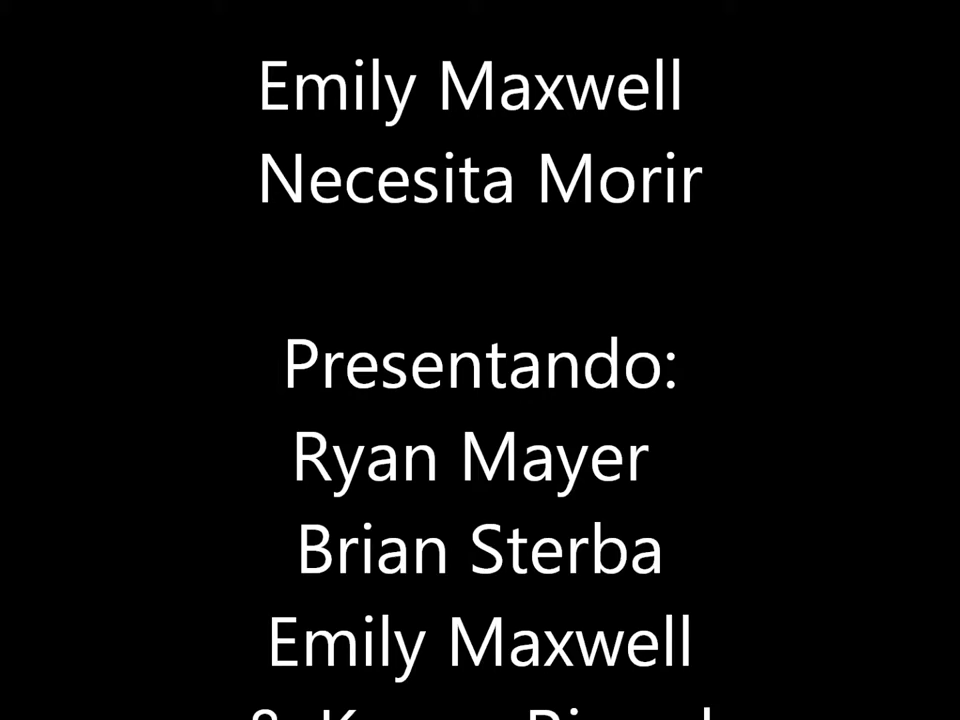 Emily Maxwell
Necesita Morir
Presentando:
Ryan Mayer
Brian Sterba
Emily Maxwell
&